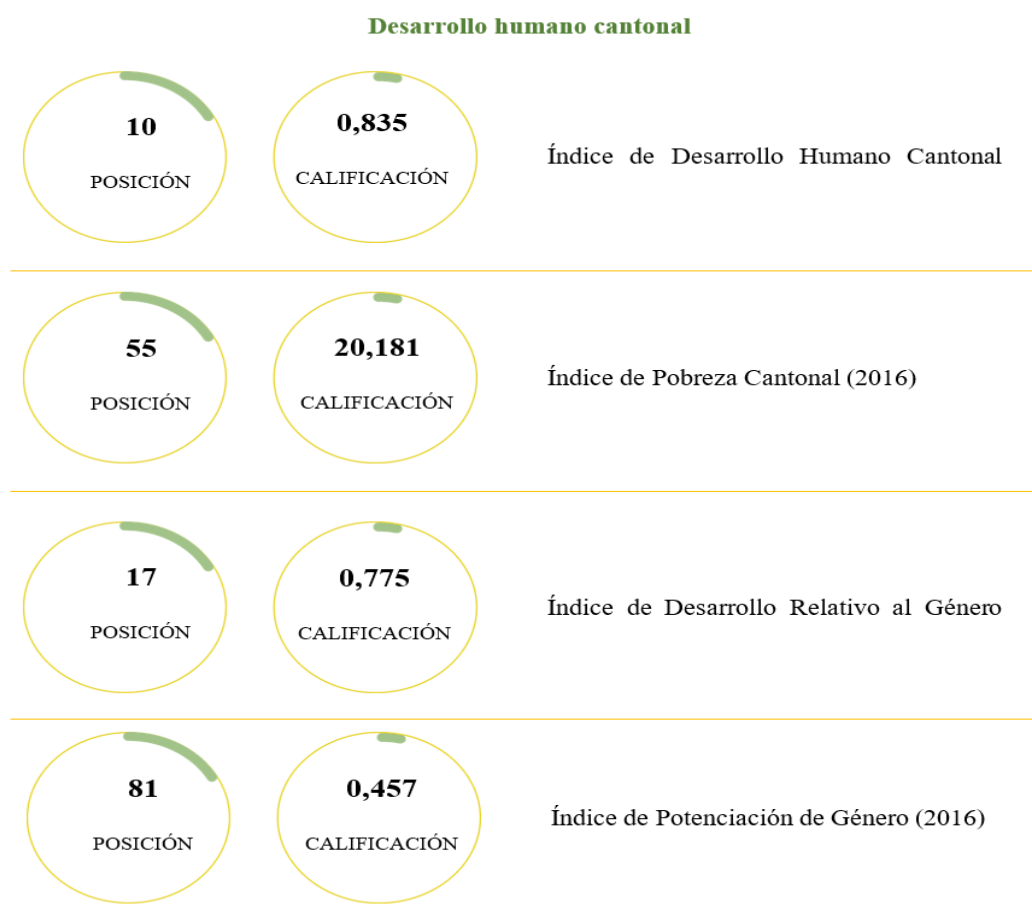 Desarrollo humano cantonal
10
POSICIÓN
0,835
CALIFICACIÓN
Índice de Desarrollo Humano Cantonal
55
POSICIÓN
20,181
CALIFICACIÓN
Índice de Pobreza Cantonal (2016)
17
POSICIÓN
0,775
CALIFICACIÓN
Índice de Desarrollo Relativo al Género
81
POSICIÓN
0,457
CALIFICACIÓN
Índice de Potenciación de Género (2016)